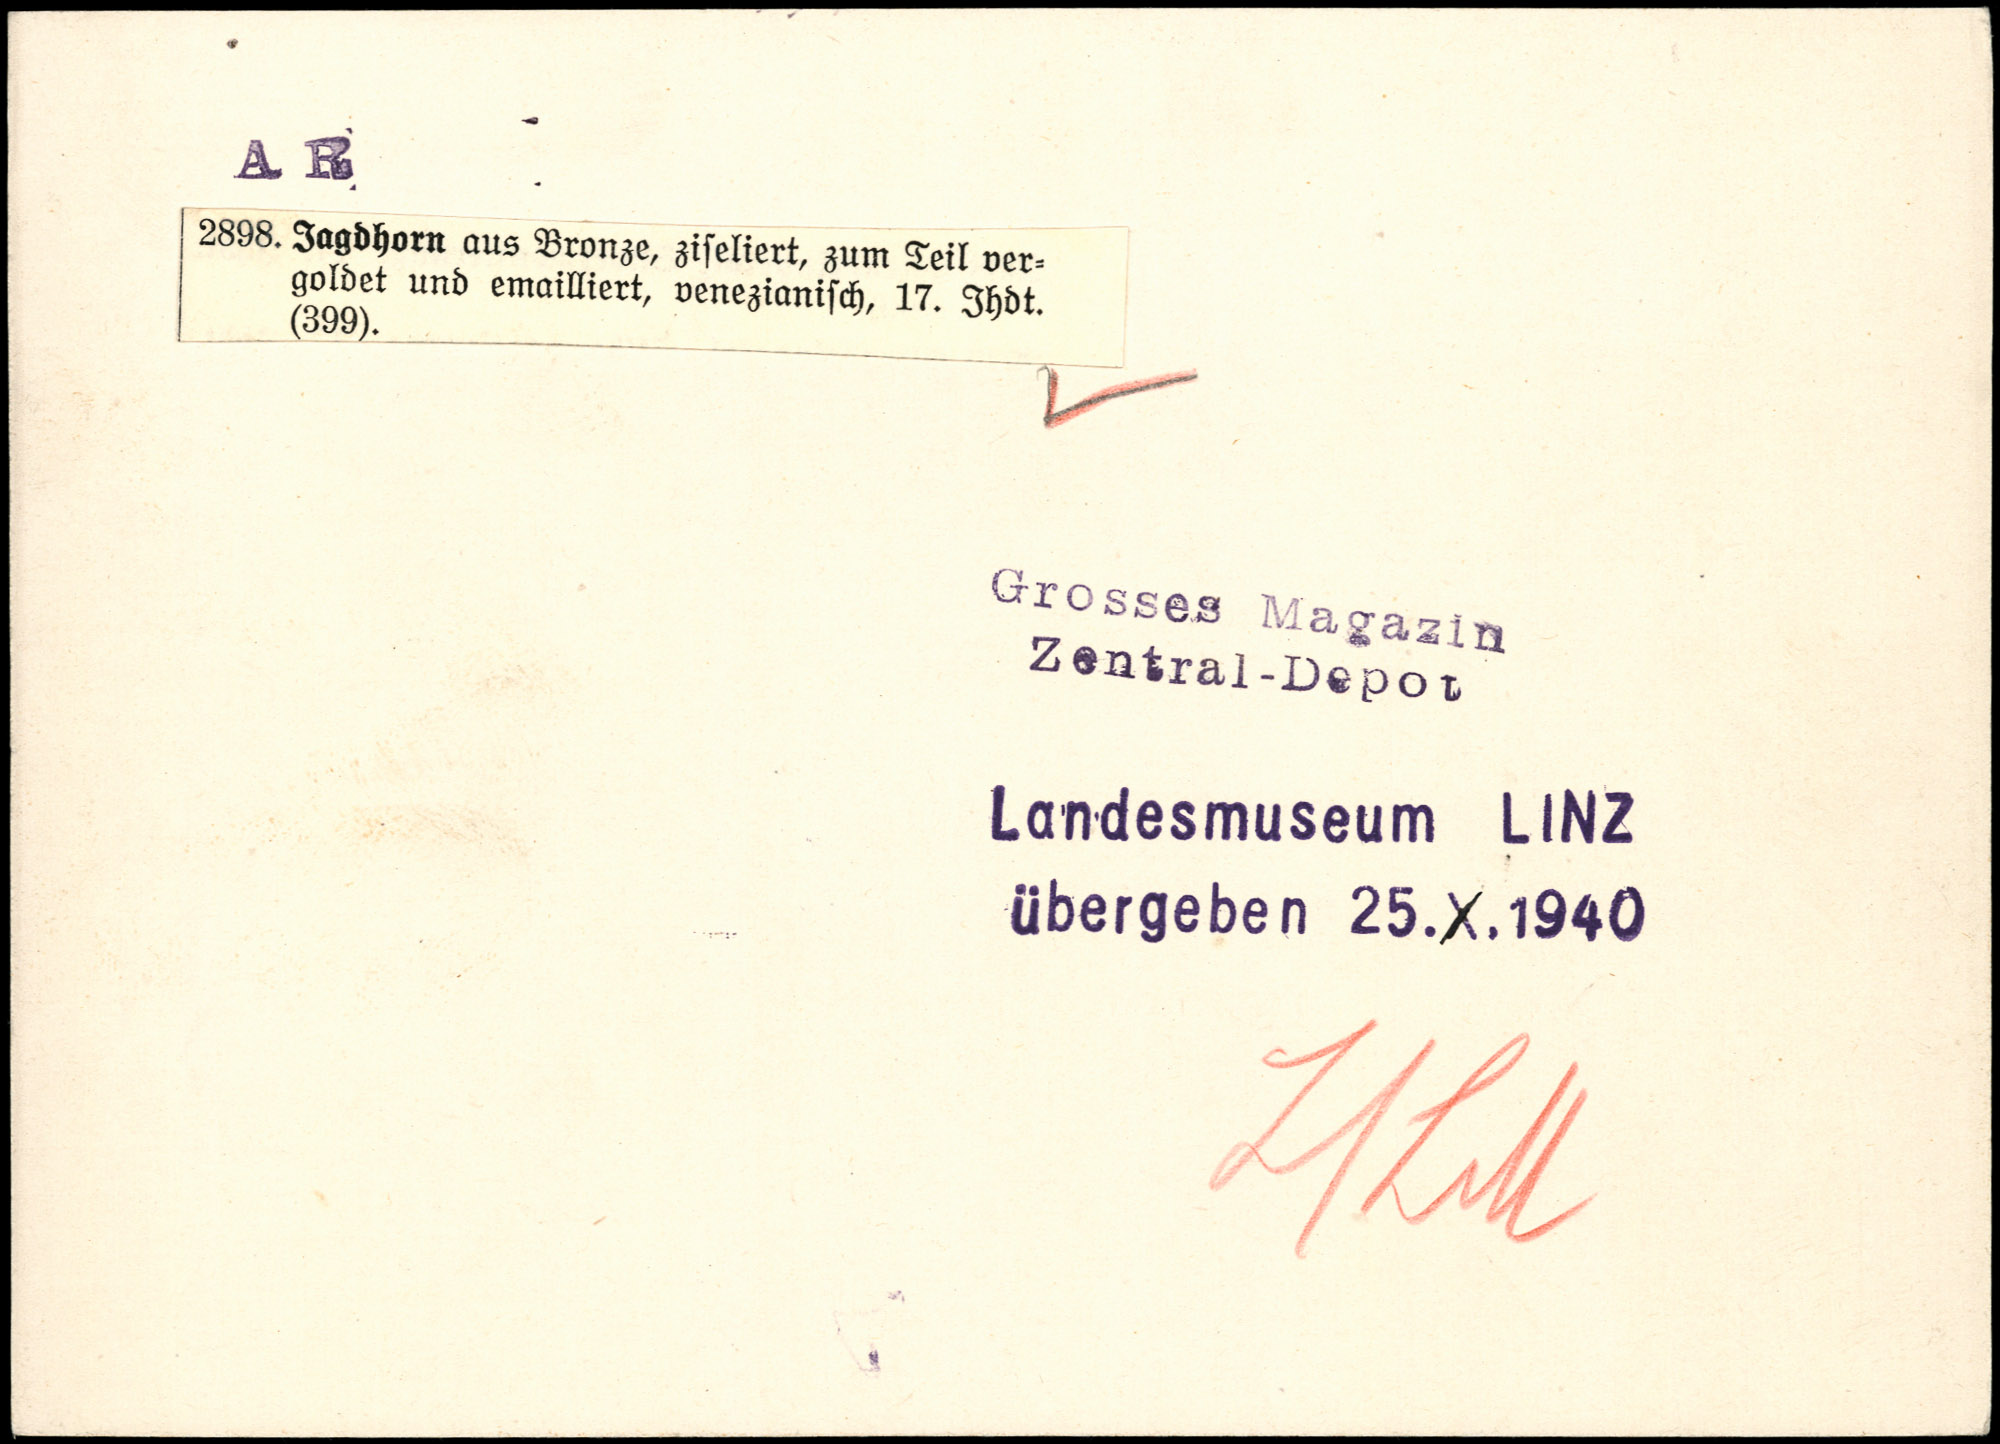 A R
2898. Jagdhorn aus Bronze, ziseliert, zum Teil ver-
goldet und emailliert, venezianisch, 17. Jhdt.
(399).
Grosses Magazin
Zentral-Depot
Landesmuseum LINZ
übergeben 25.X.1940